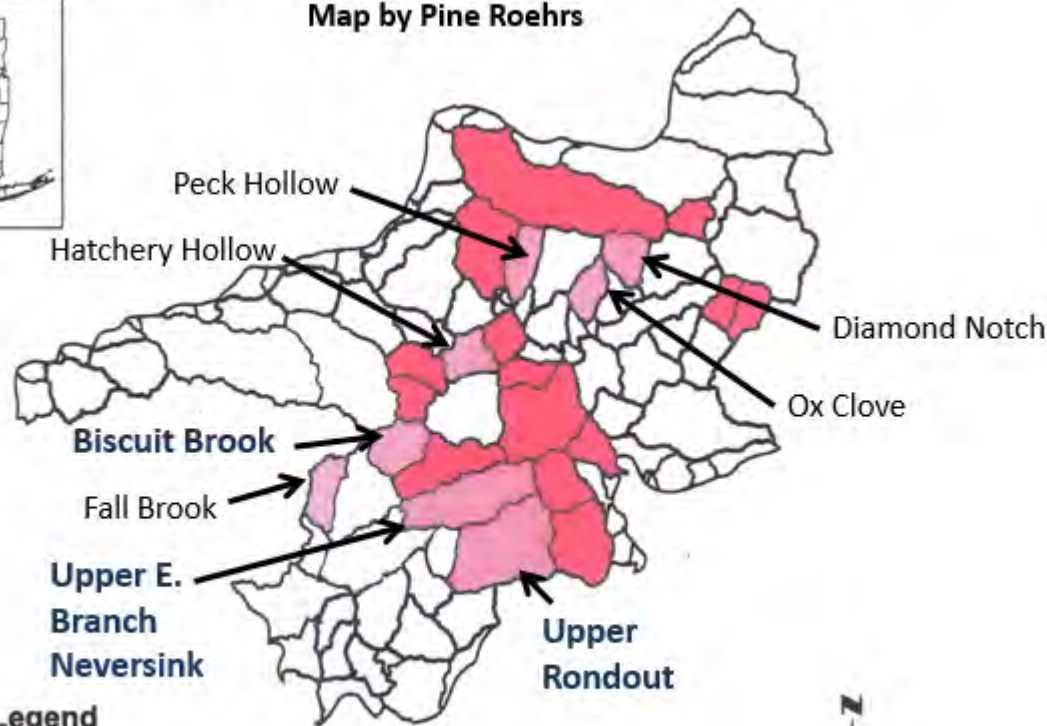 Map by Pine Roehrs
Peck Hollow
Hatchery Hollow
Diamond Notch
Ox Clove
Biscuit Brook
Fall Brook
Upper E.
Branch
Neversink
Upper
Rondout
Legend
N